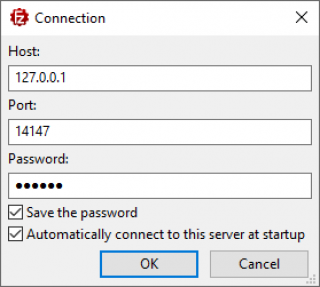 Connection
Host:
127.0.0.1
Port:
14147
Password:
●●●●●●
Save the password
Automatically connect to this server at startup
OK
Cancel